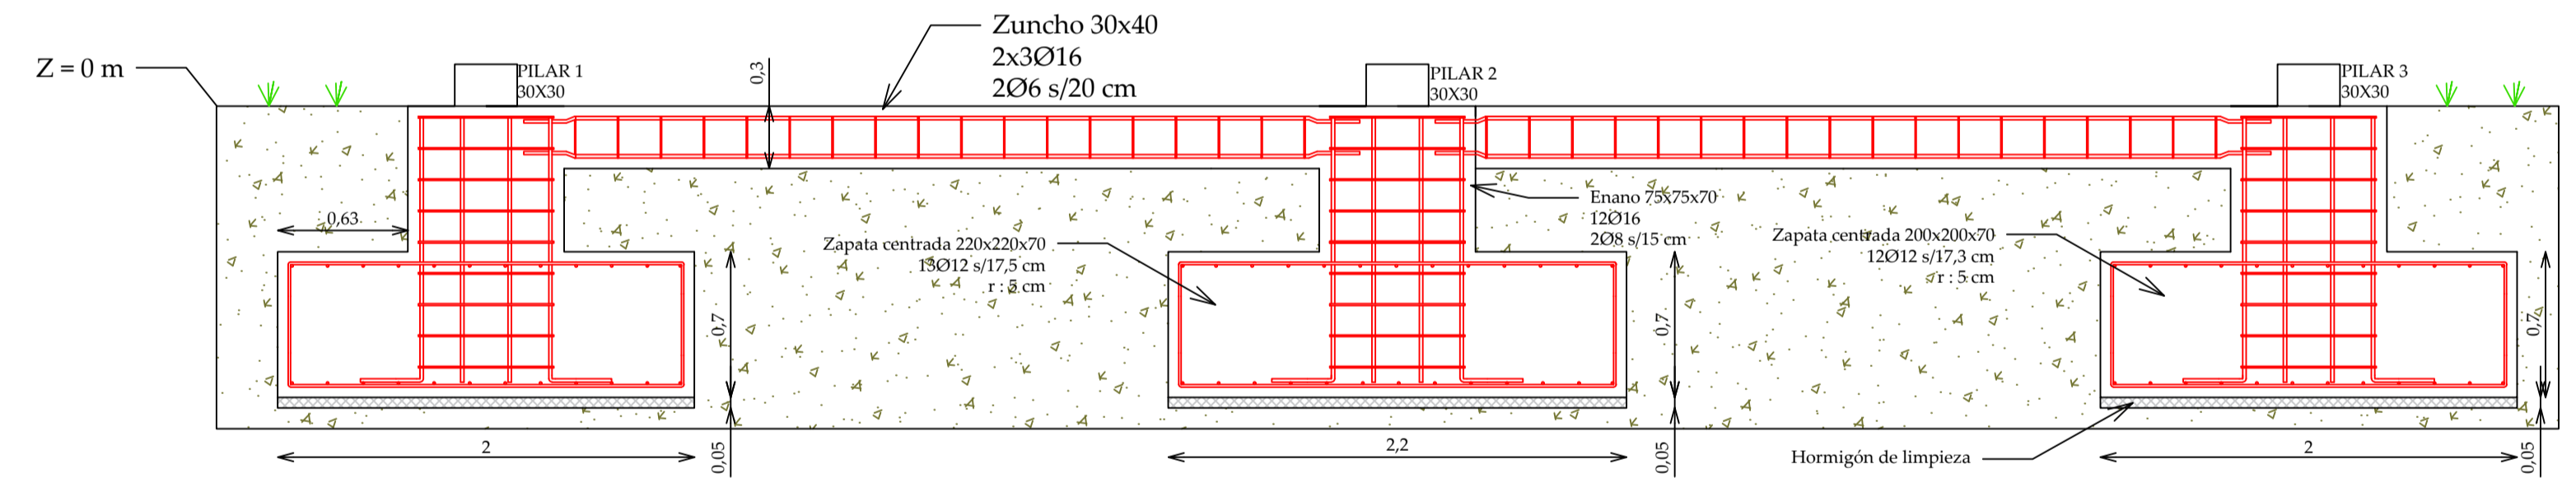 Zuncho 30x40
2x3Ø16
2Ø6 s/20 cm
Z = 0 m
PILAR 1
30X30
0,3
PILAR 2
30X30
PILAR 3
30X30
0,63
Enano 75x75x70
12Ø16
2Ø8 s/15 cm
Zapata centrada 220x220x70
13Ø12 s/17,5 cm
r : 5 cm
Zapata centrada 200x200x70
12Ø12 s/17,3 cm
r : 5 cm
0,7
0,7
0,7
2
0,05
2,2
0,05
Hormigón de limpieza
2
0,05